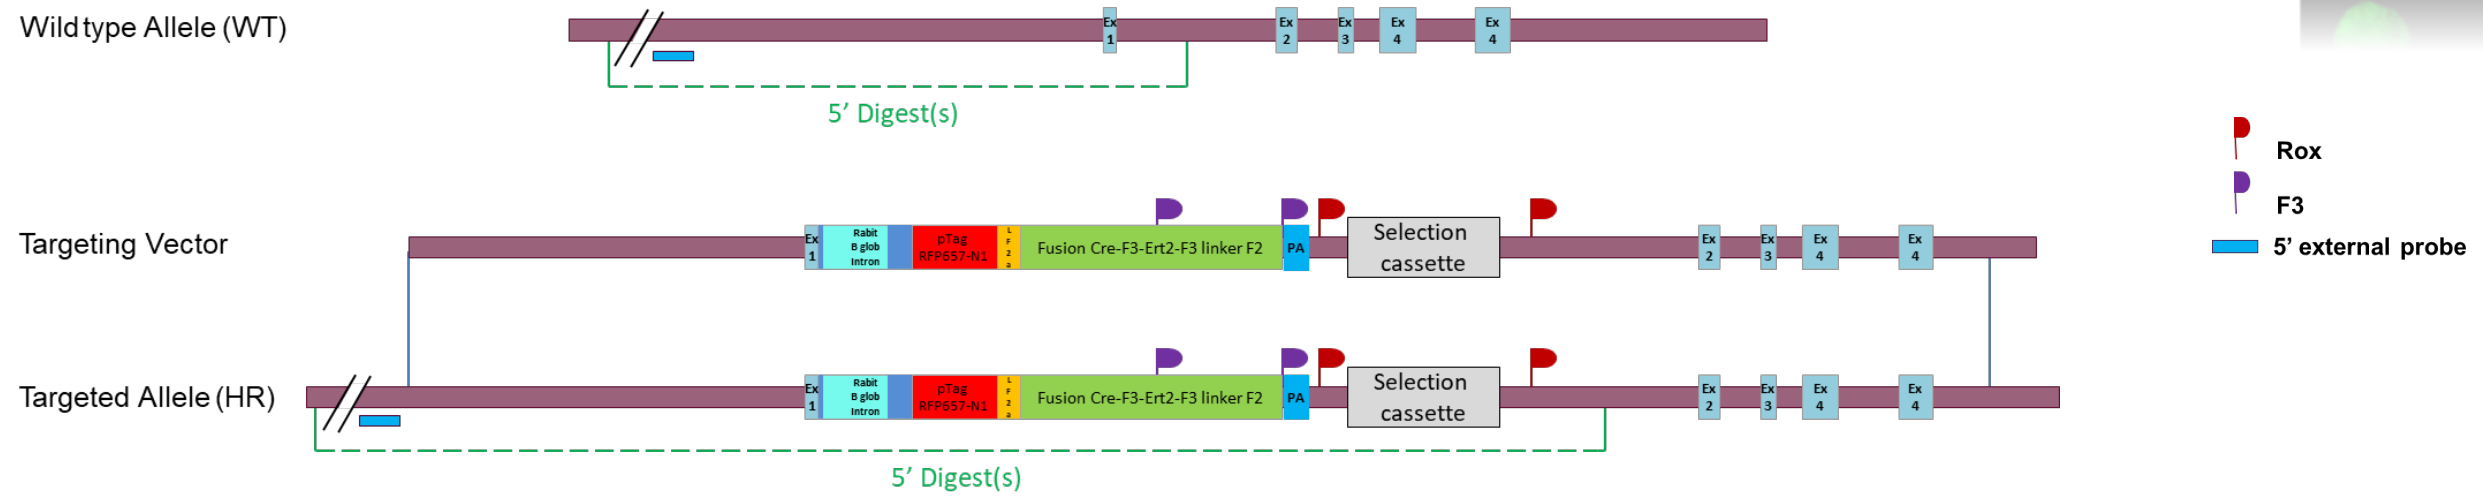 Wild type Allele (WT)
Ex
1
Ex
2
Ex
3
Ex
4
Ex
4
5’ Digest(s)
Rox
F3
5’ external probe
Targeting Vector
Ex
1
Rabit
B glob
Intron
pTag
RFP657-N1
L
F
2
a
Fusion Cre-F3-Ert2-F3 linker F2
PA
Selection
cassette
Ex
2
Ex
3
Ex
4
Ex
4
Targeted Allele (HR)
Ex
1
Rabit
B glob
Intron
pTag
RFP657-N1
L
F
2
a
Fusion Cre-F3-Ert2-F3 linker F2
PA
Selection
cassette
Ex
2
Ex
3
Ex
4
Ex
4
5’ Digest(s)